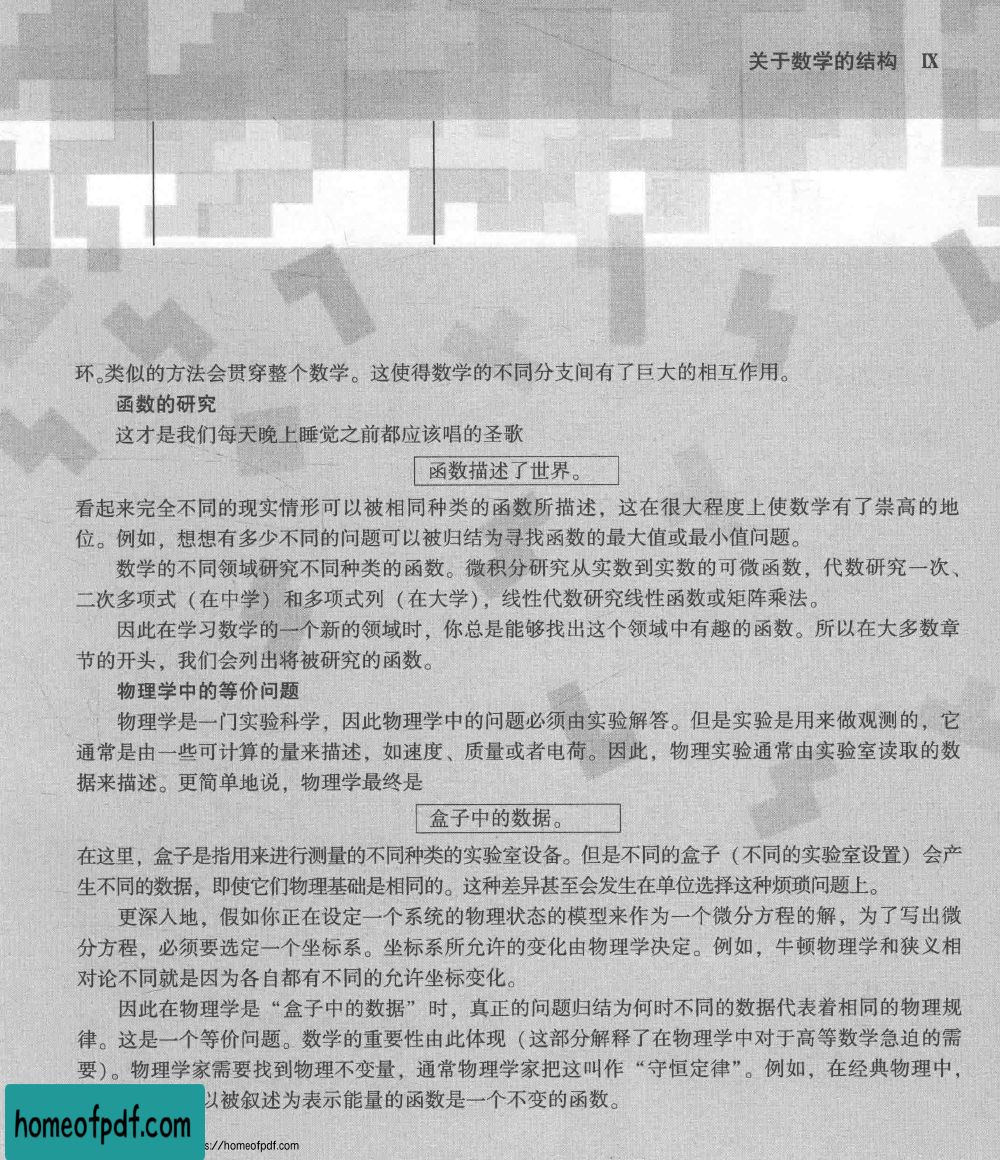 关于数学的结构 Ⅸ
环。类似的方法会贯穿整个数学。这使得数学的不同分支间有了巨大的相互作用。
函数的研究
这才是我们每天晚上睡觉之前都应该唱的圣歌
函数描述了世界。
看起来完全不同的现实情形可以被相同种类的函数所描述，这在很大程度上使数学有了崇高的地
位。例如，想想有多少不同的问题可以被归结为寻找函数的最大值或最小值问题。
数学的不同领域研究不同种类的函数。微积分研究从实数到实数的可微函数，代数研究一次、
二次多项式（在中学）和多项式列（在大学），线性代数研究线性函数或矩阵乘法。
因此在学习数学的一个新的领域时，你总是能够找出这个领域中有趣的函数。所以在大多数章
节的开头，我们会列出将被研究的函数。
物理学中的等价问题
物理学是一门实验科学，因此物理学中的问题必须由实验解答。但是实验是用来做观测的，它
通常是由一些可计算的量来描述，如速度、质量或者电荷。因此，物理实验通常由实验室读取的数
据来描述。更简单地说，物理学最终是
盒子中的数据。
在这里，盒子是指用来进行测量的不同种类的实验室设备。但是不同的盒子（不同的实验室设置）会产
生不同的数据，即使它们物理基础是相同的。这种差异甚至会发生在单位选择这种烦琐问题上。
更深入地，假如你正在设定一个系统的物理状态的模型来作为一个微分方程的解，为了写出微
分方程，必须要选定一个坐标系。坐标系所允许的变化由物理学决定。例如，牛顿物理学和狭义相
对论不同就是因为各自都有不同的允许坐标变化。
因此在物理学是“盒子中的数据”时，真正的问题归结为何时不同的数据代表着相同的物理规
律。这是一个等价问题。数学的重要性由此体现（这部分解释了在物理学中对于高等数学急迫的需
要）。物理学家需要找到物理不变量，通常物理学家把这叫作“守恒定律”。例如，在经典物理中，
以被叙述为表示能量的函数是一个不变的函数。
homeofpdf.com
s://homeofpdf.com